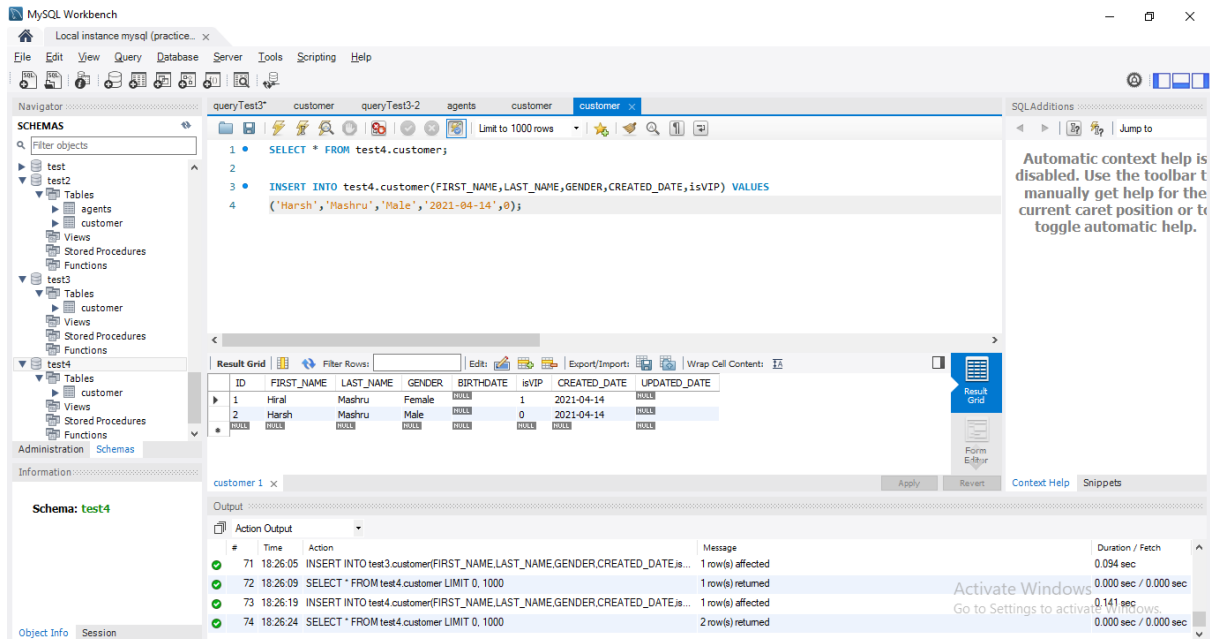 MySQL Workbench
Local instance mysql (practice... ×
File Edit View Query Database Server Tools Scripting Help
Navigator
SCHEMAS
Filter objects
test
test2
Tables
agents
customer
Views
Stored Procedures
Functions
test3
Tables
customer
Views
Stored Procedures
Functions
test4
Tables
customer
Views
Stored Procedures
Functions
Administration Schemas
Information
Schema: test4
Object Info Session
queryTest3* customer queryTest3-2 agents customer customer ×
Limit to 1000 rows
1 SELECT * FROM test4.customer;
2
3 INSERT INTO test4.customer(FIRST_NAME,LAST_NAME,GENDER,CREATED_DATE,isVIP) VALUES
4 ('Harsh','Mashru','Male','2021-04-14',0);
Result Grid Filter Rows: Edit: Export/Import: Wrap Cell Content:
ID FIRST_NAME LAST_NAME GENDER BIRTHDATE isVIP CREATED_DATE UPDATED_DATE
1 Hiral Mashru Female NULL 1 2021-04-14 NULL
2 Harsh Mashru Male NULL 0 2021-04-14 NULL
NULL NULL NULL NULL NULL NULL NULL NULL
Result Grid
Form Editor
customer 1 × Apply Revert
SQLAdditions
Jump to
Automatic context help is
disabled. Use the toolbar t
manually get help for the
current caret position or to
toggle automatic help.
Context Help Snippets
Output
Action Output
# Time Action Message Duration / Fetch
71 18:26:05 INSERT INTO test3.customer(FIRST_NAME,LAST_NAME,GENDER,CREATED_DATE,is... 1 row(s) affected 0.094 sec
72 18:26:09 SELECT * FROM test4.customer LIMIT 0, 1000 1 row(s) returned 0.000 sec / 0.000 sec
73 18:26:19 INSERT INTO test4.customer(FIRST_NAME,LAST_NAME,GENDER,CREATED_DATE,is... 1 row(s) affected 0.141 sec
74 18:26:24 SELECT * FROM test4.customer LIMIT 0, 1000 2 row(s) returned 0.000 sec / 0.000 sec
Activate Windows
Go to Settings to activate Windows.